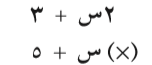 ٢س + ٣
(×) س + ٥